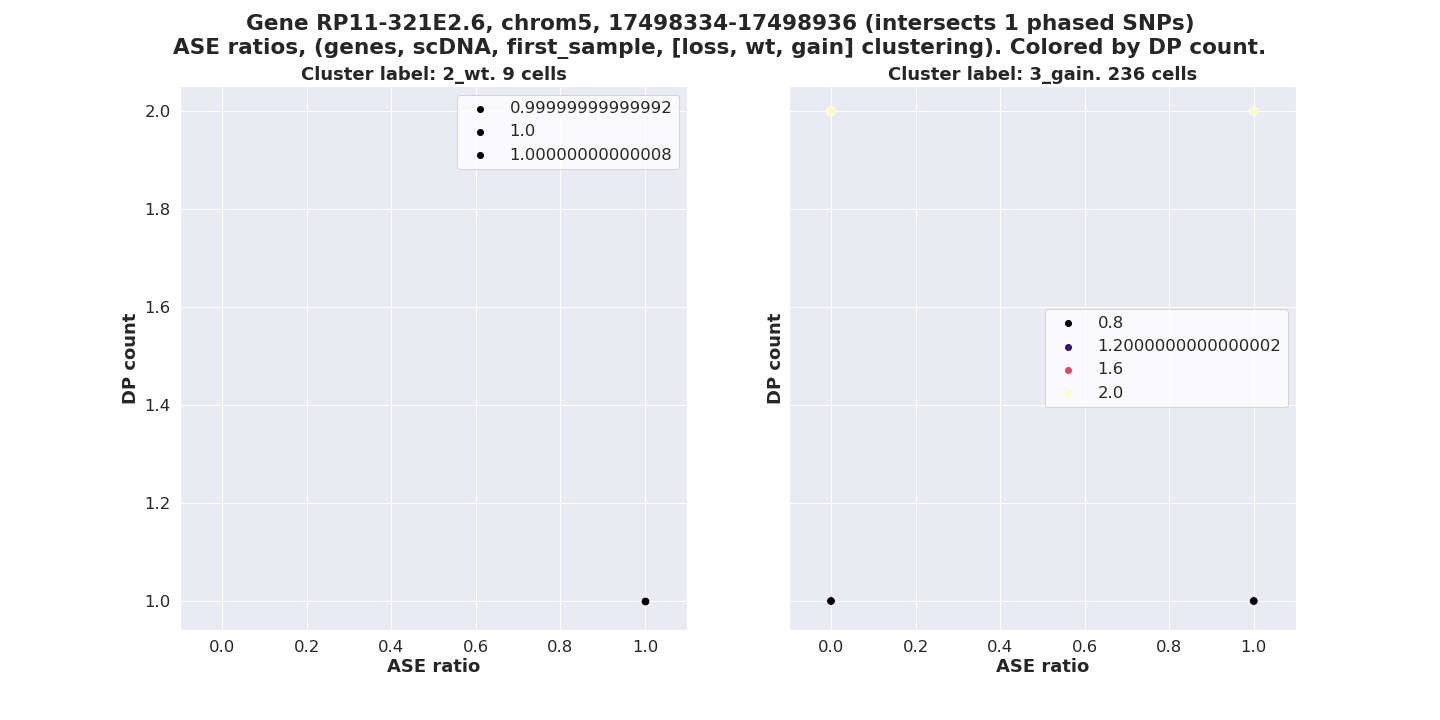 Gene RP11-321E2.6, chrom5, 17498334-17498936 (intersects 1 phased SNPs)
ASE ratios, (genes, scDNA, first_sample, [loss, wt, gain] clustering). Colored by DP count.
Cluster label: 2_wt. 9 cells
0.99999999999992
1.0
1.00000000000008
2.0
1.8
1.6
1.4
1.2
1.0
DP count
0.0 0.2 0.4 0.6 0.8 1.0
ASE ratio
Cluster label: 3_gain. 236 cells
0.8
1.2000000000000002
1.6
2.0
DP count
0.0 0.2 0.4 0.6 0.8 1.0
ASE ratio